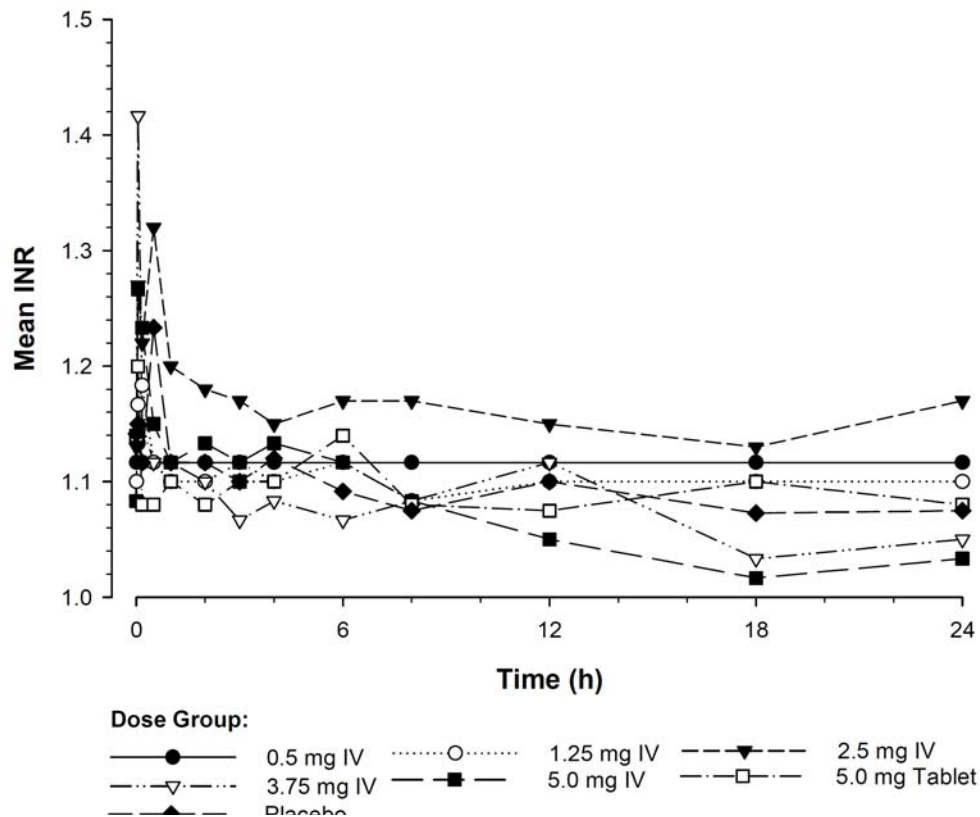 1.5
1.4
1.3
1.2
1.1
1.0
Mean INR
0 6 12 18 24
Time (h)
Dose Group:
0.5 mg IV 1.25 mg IV 2.5 mg IV
3.75 mg IV 5.0 mg IV 5.0 mg Tablet
Placebo